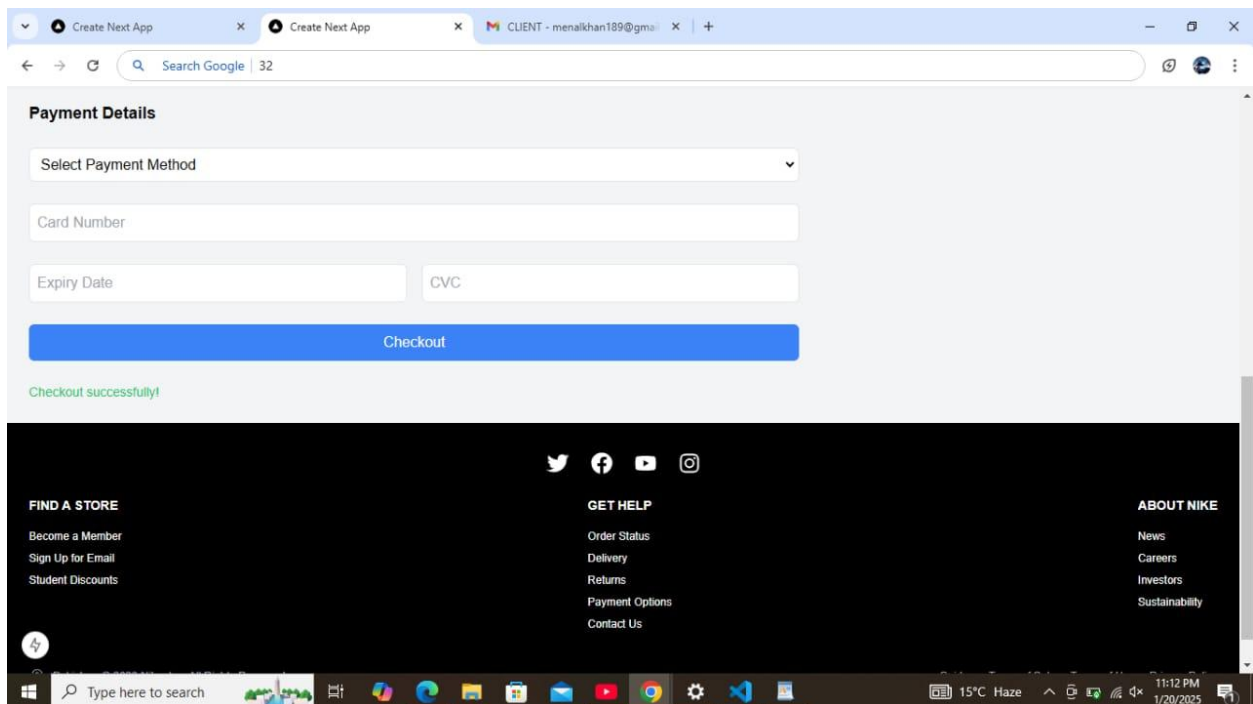 Create Next App
Create Next App
CLIENT - menalkhan189@gmai
Search Google 32
Payment Details
Select Payment Method
Card Number
Expiry Date CVC
Checkout
Checkout successfully!
FIND A STORE
Become a Member
Sign Up for Email
Student Discounts
GET HELP
Order Status
Delivery
Returns
Payment Options
Contact Us
ABOUT NIKE
News
Careers
Investors
Sustainability
Type here to search
15°C Haze
11:12 PM
1/20/2025